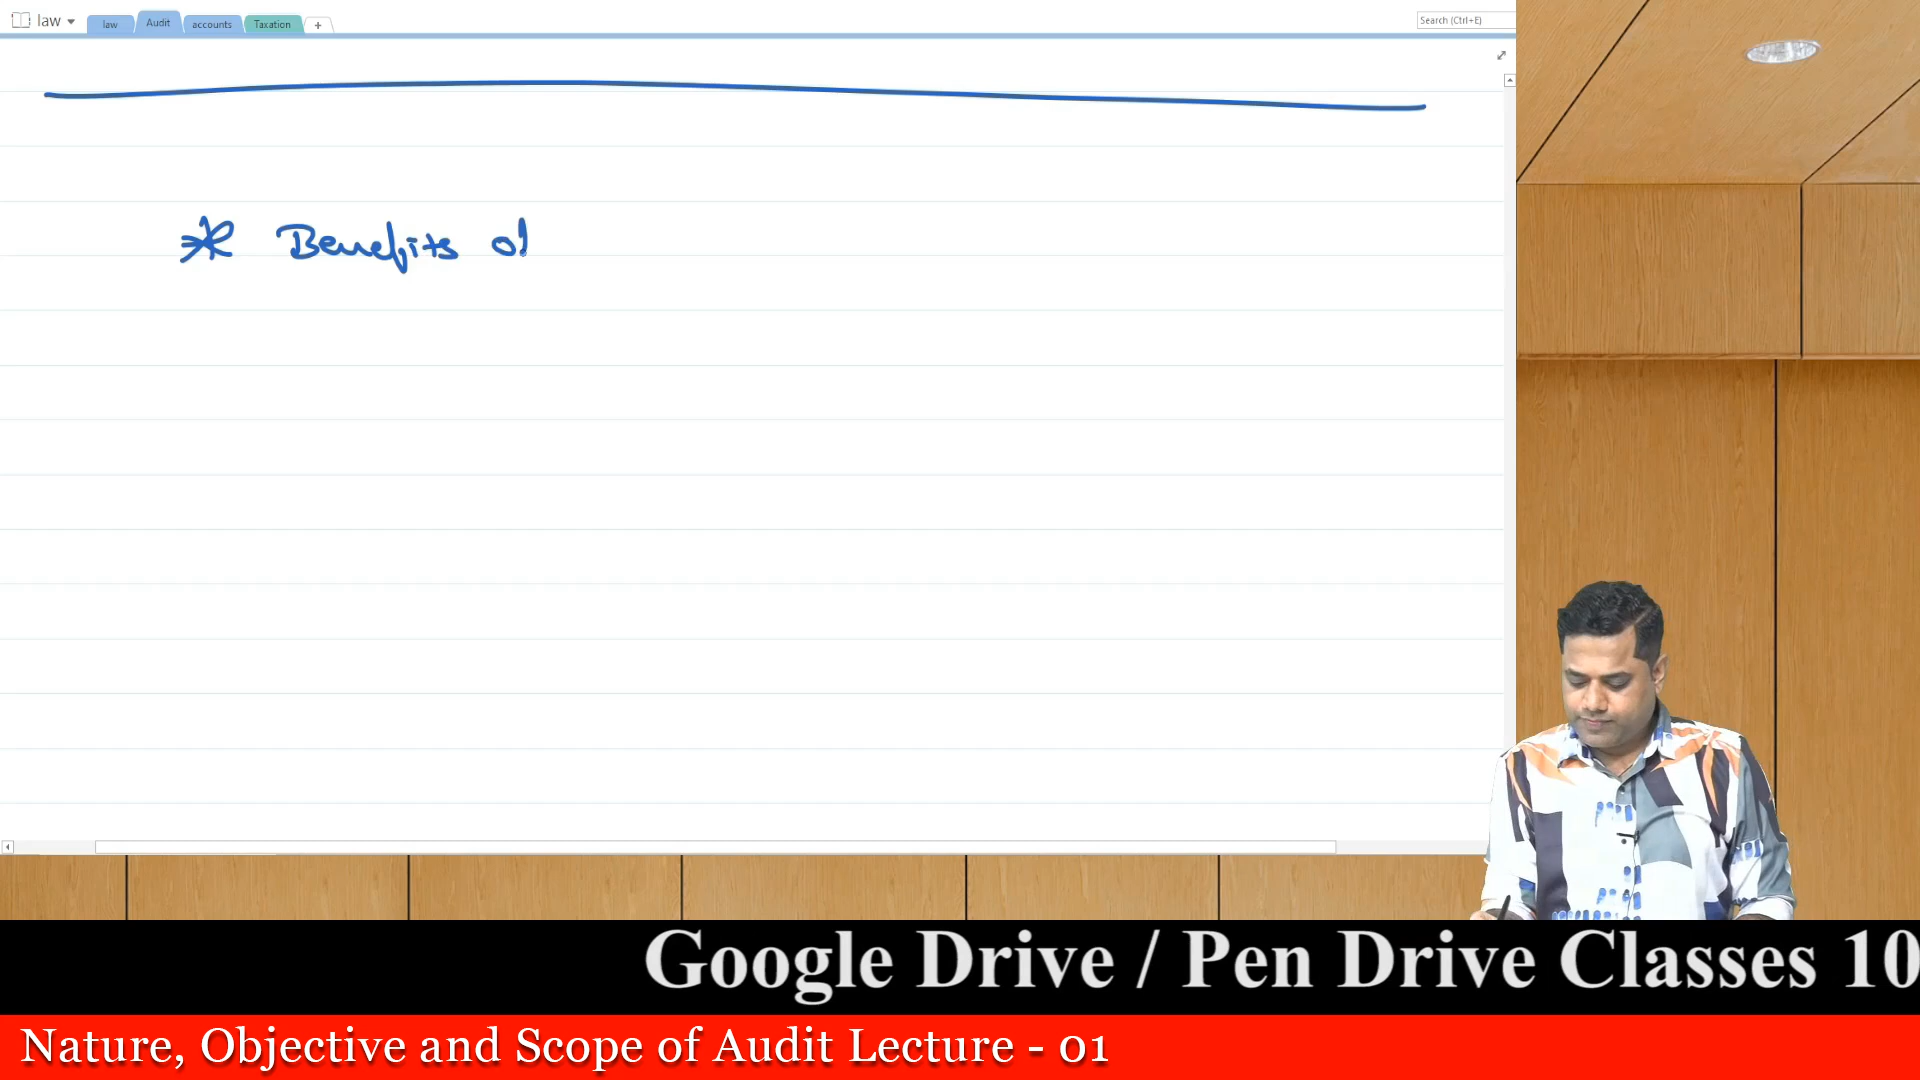 law
law Audit accounts Taxation +
Search (Ctrl+E)
* Benefits of
Google Drive / Pen Drive Classes 10
Nature, Objective and Scope of Audit Lecture - 01